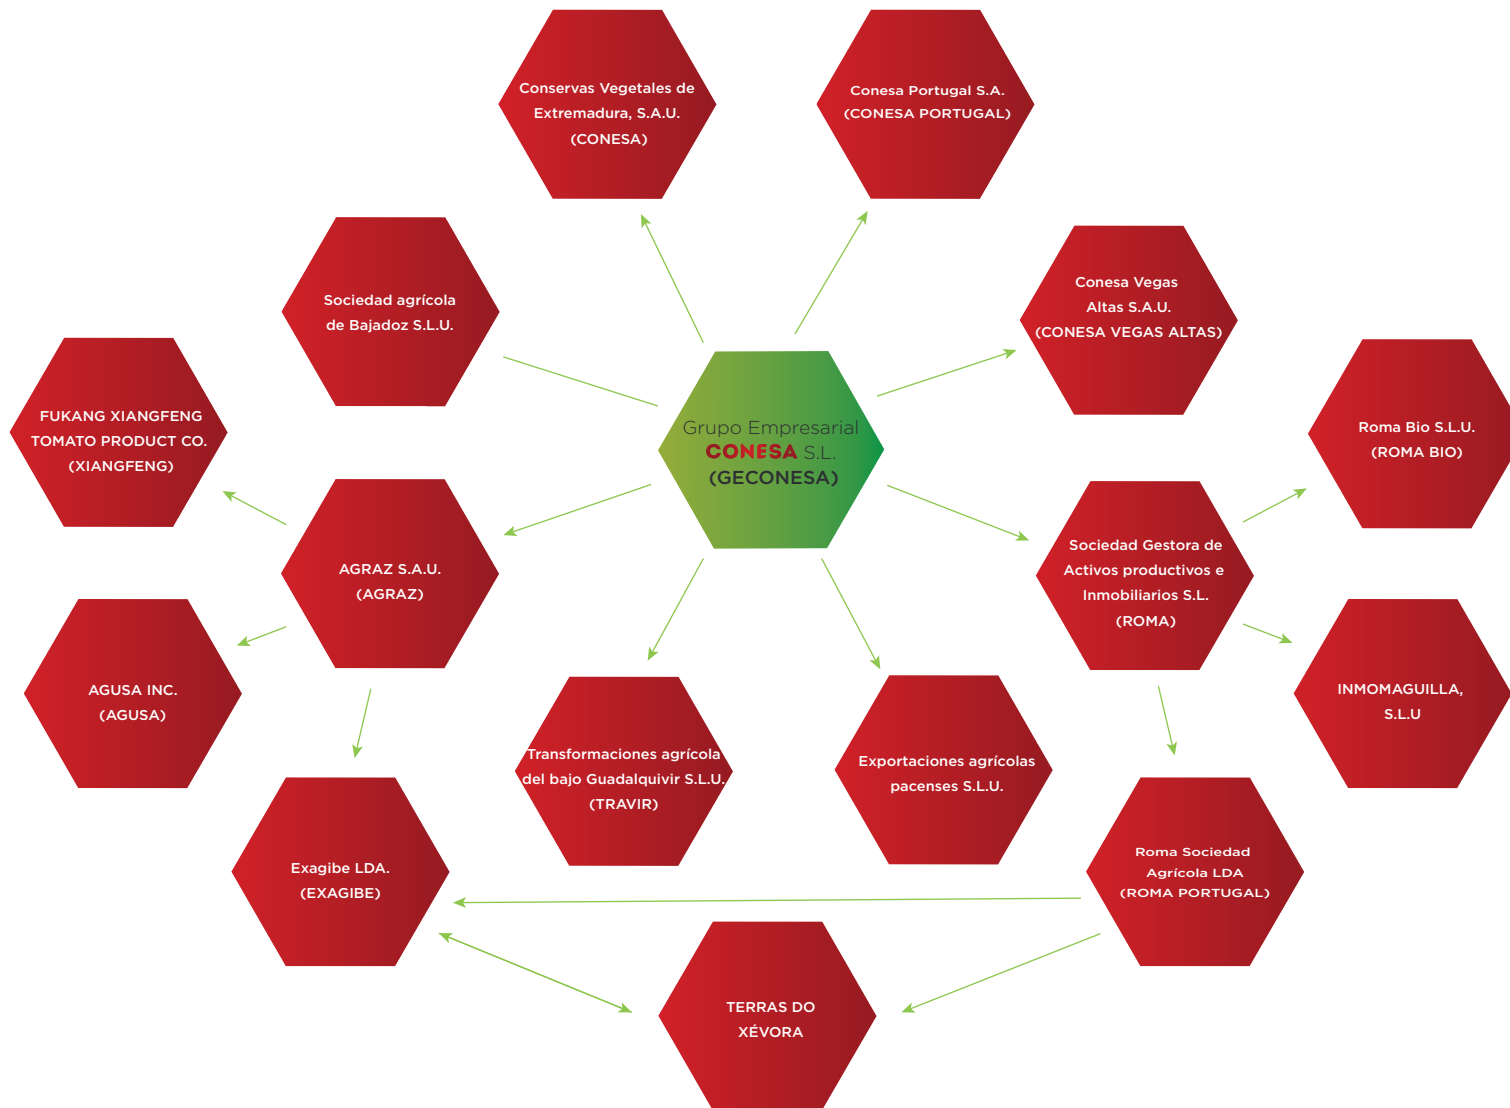 Conservas Vegetales de
Extremadura, S.A.U.
(CONESA)
Conesa Portugal S.A.
(CONESA PORTUGAL)
Sociedad agrícola
de Bajadoz S.L.U.
Conesa Vegas
Altas S.A.U.
(CONESA VEGAS ALTAS)
FUKANG XIANGFENG
TOMATO PRODUCT CO.
(XIANGFENG)
Grupo Empresarial
CONESA S.L.
(GECONESA)
Roma Bio S.L.U.
(ROMA BIO)
AGRAZ S.A.U.
(AGRAZ)
Sociedad Gestora de
Activos productivos e
Inmobiliarios S.L.
(ROMA)
AGUSA INC.
(AGUSA)
INMOMAGUILLA,
S.L.U
Transformaciones agrícola
del bajo Guadalquivir S.L.U.
(TRAVIR)
Exportaciones agrícolas
pacenses S.L.U.
Exagibe LDA.
(EXAGIBE)
Roma Sociedad
Agrícola LDA
(ROMA PORTUGAL)
TERRAS DO
XÉVORA